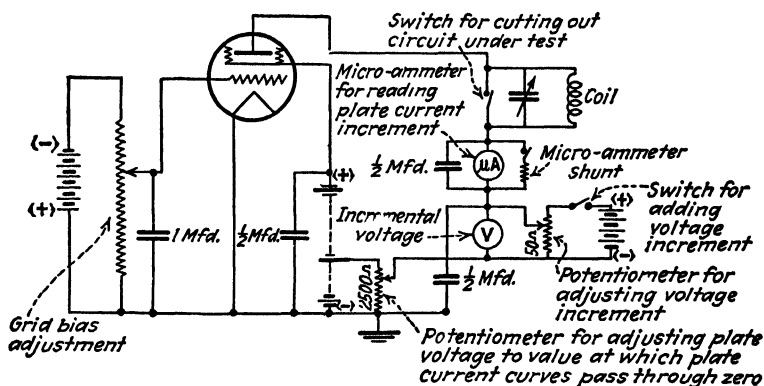 Switch for cutting out
circuit under test
Micro-ammeter
for reading
plate current
increment
Coil
(-)
(+)
½ Mfd.
μA
Micro-ammeter
shunt
(+)
Switch for
adding
voltage
increment
Incremental
voltage
V
50Ω
(+)
(-)
1 Mfd.
½ Mfd.
½ Mfd.
2500Ω
(-)
Potentiometer for
adjusting voltage
increment
Grid bias
adjustment
Potentiometer for adjusting plate
voltage to value at which plate
current curves pass through zero